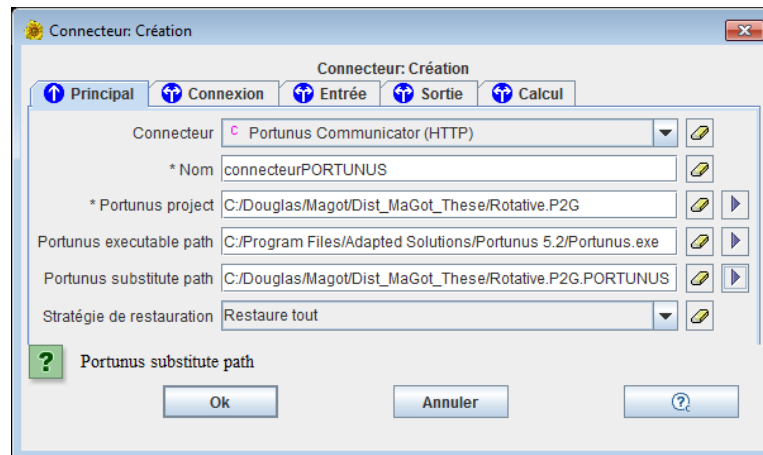 Connecteur: Création
Connecteur: Création
Principal Connexion Entrée Sortie Calcul
Connecteur C Portunus Communicator (HTTP)
* Nom connecteurPORTUNUS
* Portunus project C:/Douglas/Magot/Dist_MaGot_These/Rotative.P2G
Portunus executable path C:/Program Files/Adapted Solutions/Portunus 5.2/Portunus.exe
Portunus substitute path C:/Douglas/Magot/Dist_MaGot_These/Rotative.P2G.PORTUNUS
Stratégie de restauration Restaure tout
? Portunus substitute path
Ok Annuler ?c